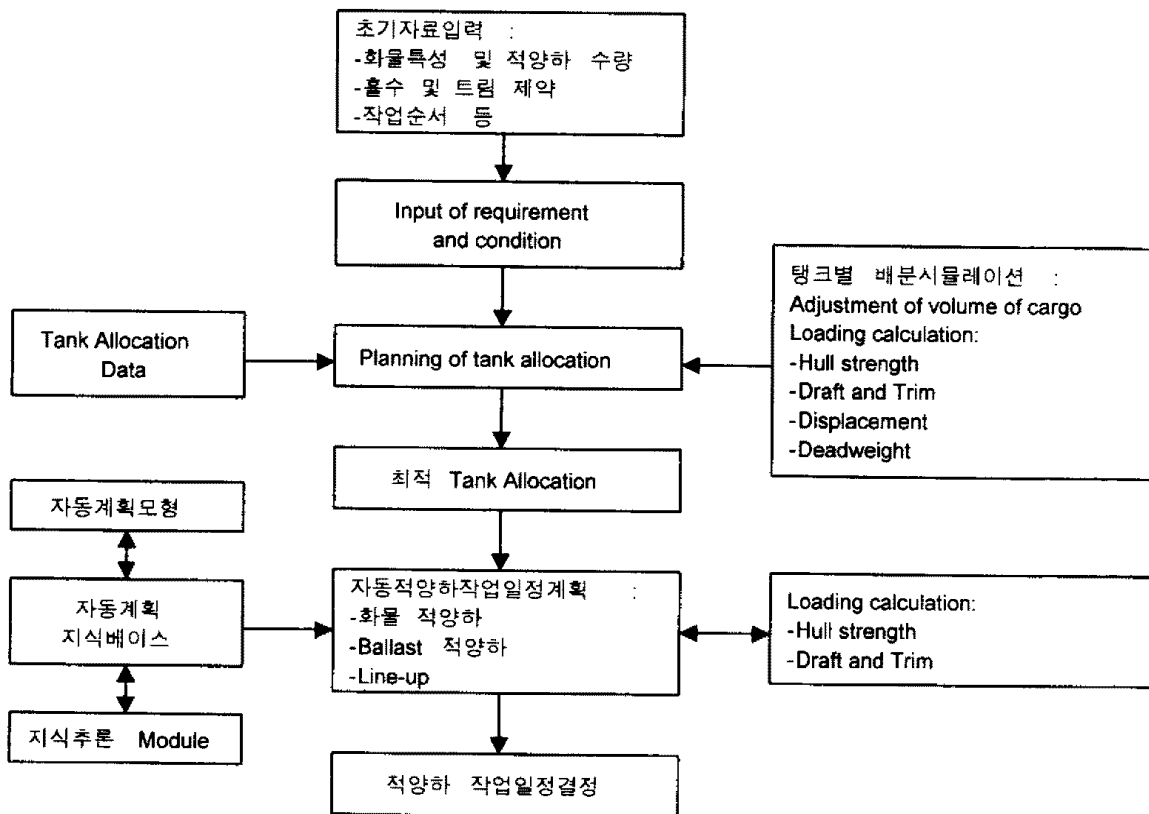 초기자료입력 :
-화물특성 및 적양하 수량
-흘수 및 트림 제약
-작업순서 등
Input of requirement
and condition
탱크별 배분시뮬레이션 :
Adjustment of volume of cargo
Loading calculation:
-Hull strength
-Draft and Trim
-Displacement
-Deadweight
Tank Allocation
Data
Planning of tank allocation
최적 Tank Allocation
자동계획모형
자동계획
지식베이스
지식추론 Module
자동적양하작업일정계획 :
-화물 적양하
-Ballast 적양하
-Line-up
Loading calculation:
-Hull strength
-Draft and Trim
적양하 작업일정결정